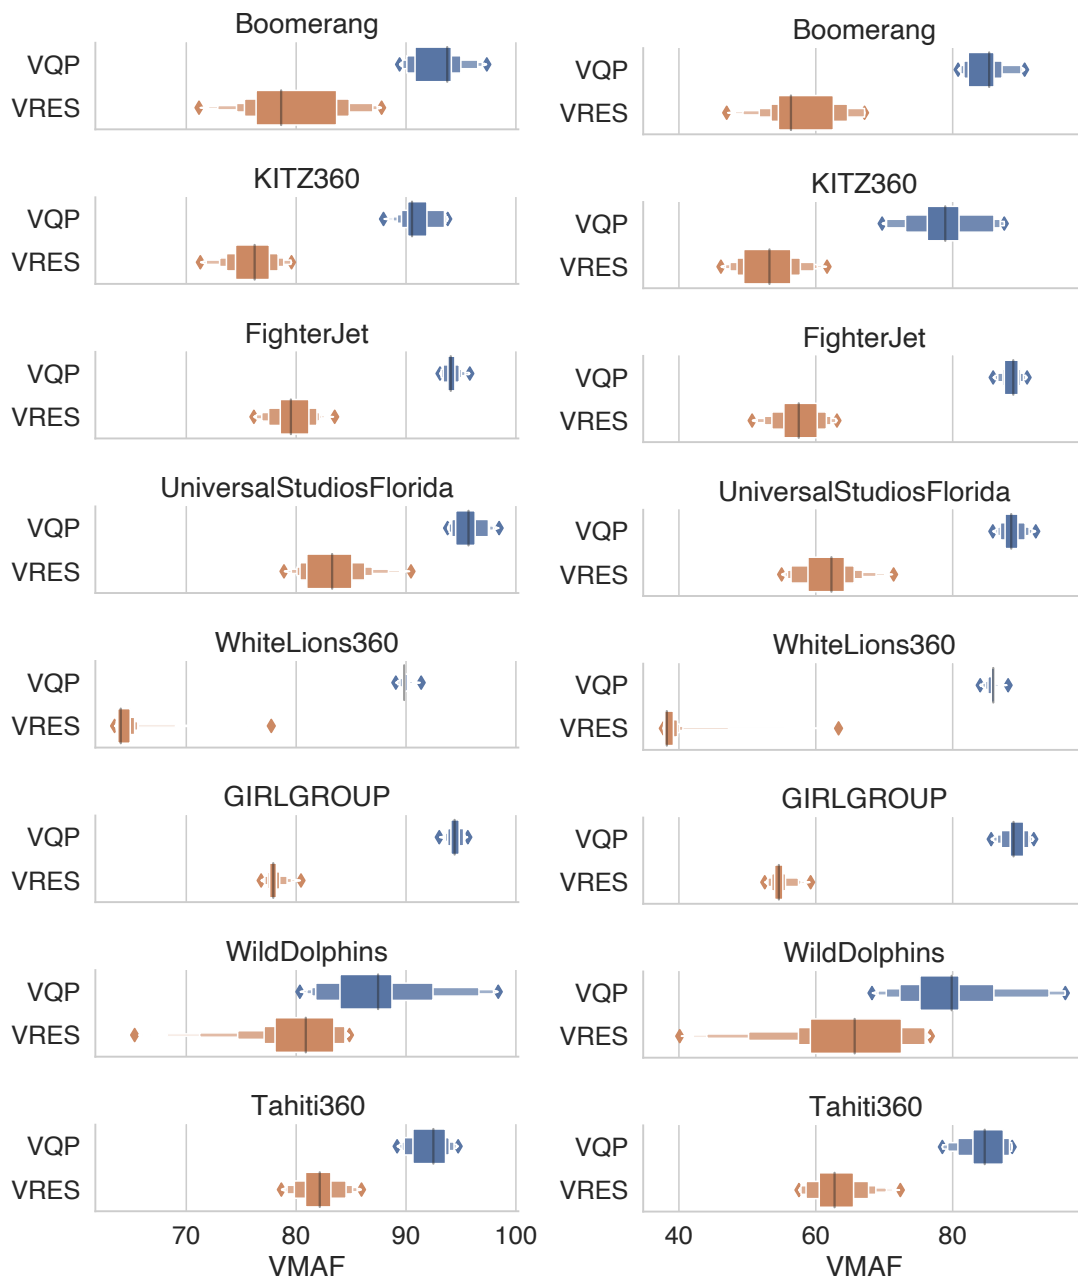 Boomerang
VQP
VRES
Boomerang
VQP
VRES
KITZ360
VQP
VRES
KITZ360
VQP
VRES
FighterJet
VQP
VRES
FighterJet
VQP
VRES
UniversalStudiosFlorida
VQP
VRES
UniversalStudiosFlorida
VQP
VRES
WhiteLions360
VQP
VRES
WhiteLions360
VQP
VRES
GIRLGROUP
VQP
VRES
GIRLGROUP
VQP
VRES
WildDolphins
VQP
VRES
WildDolphins
VQP
VRES
Tahiti360
VQP
VRES
70 80 90 100
VMAF
Tahiti360
VQP
VRES
40 60 80
VMAF